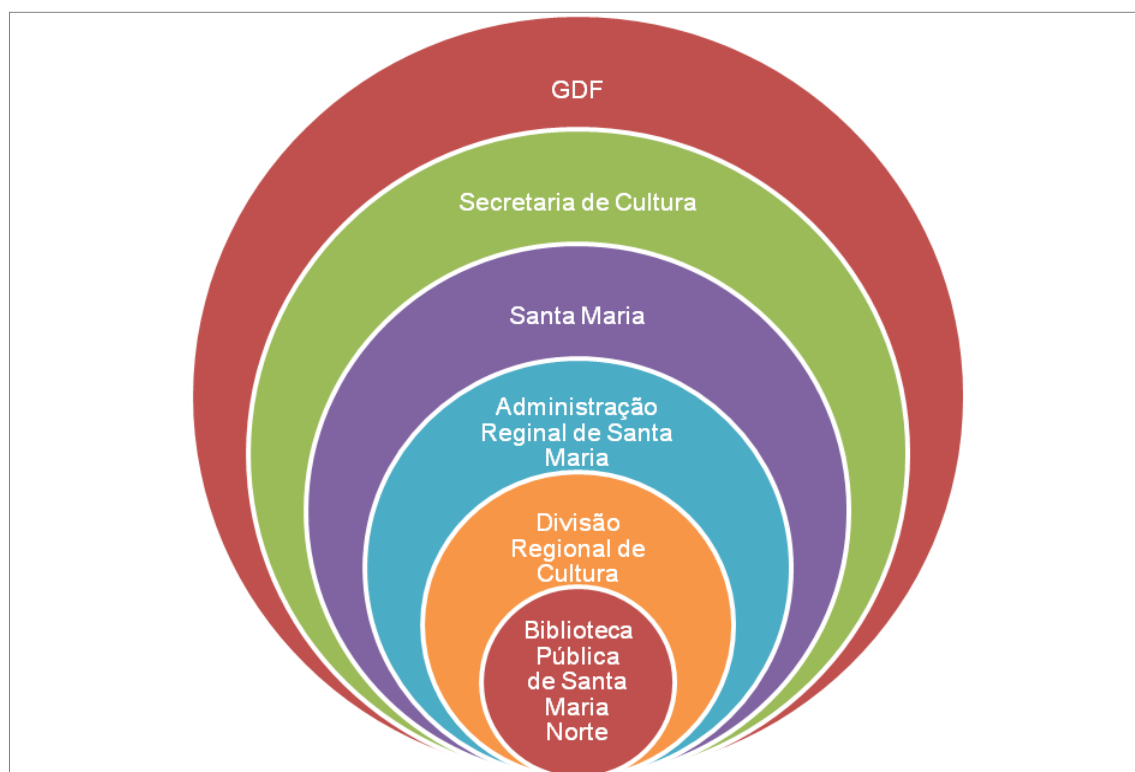 GDF
Secretaria de Cultura
Santa Maria
Administração
Reginal de Santa
Maria
Divisão
Regional de
Cultura
Biblioteca
Pública
de Santa
Maria
Norte